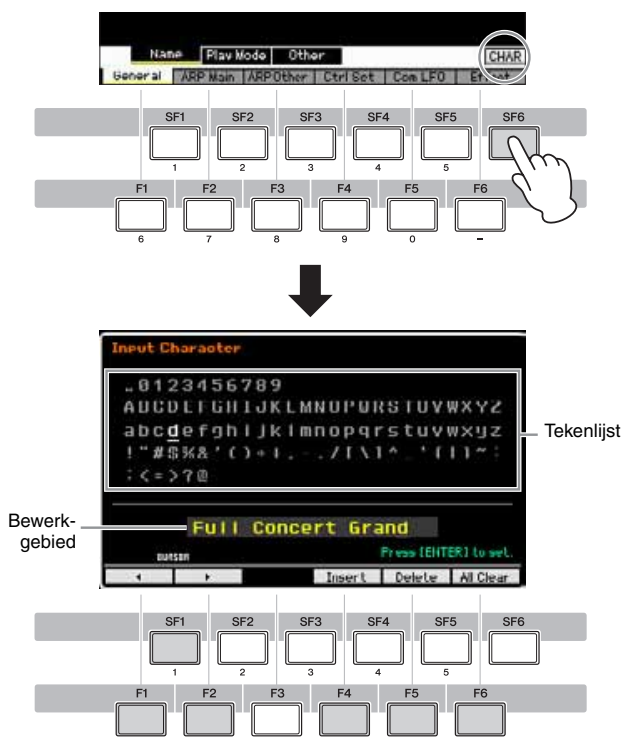 Name Play Mode Other CHAR
General ARP Main ARP Other Ctrl Set Com LFO Effect
SF1 SF2 SF3 SF4 SF5 SF6
1 2 3 4 5
F1 F2 F3 F4 F5 F6
6 7 8 9 0 –
Input Character
0123456789
ABCDEFGHIJKLMNOPQRSTUVWXYZ
abcdefghijklmnopqrstuvwxyz
Tekenlijst
:<=>?@
Bewerk-
gebied
Full Concert Grand
Press [ENTER] to set.
CURSOR
Insert Delete All Clear
SF1 SF2 SF3 SF4 SF5 SF6
1 2 3 4 5
F1 F2 F3 F4 F5 F6